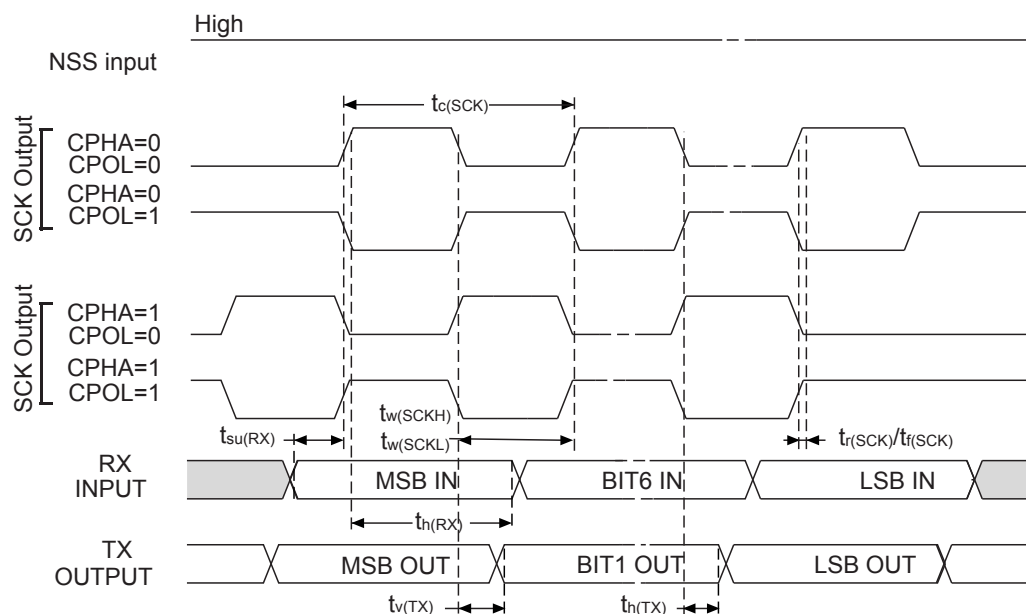 High
NSS input
tc(SCK)
SCK Output
CPHA=0
CPOL=0
CPHA=0
CPOL=1
SCK Output
CPHA=1
CPOL=0
CPHA=1
CPOL=1
tw(SCKH)
tw(SCKL)
tsu(RX)
tr(SCK)/tf(SCK)
RX
INPUT
MSB IN
BIT6 IN
LSB IN
th(RX)
TX
OUTPUT
MSB OUT
BIT1 OUT
LSB OUT
tv(TX)
th(TX)